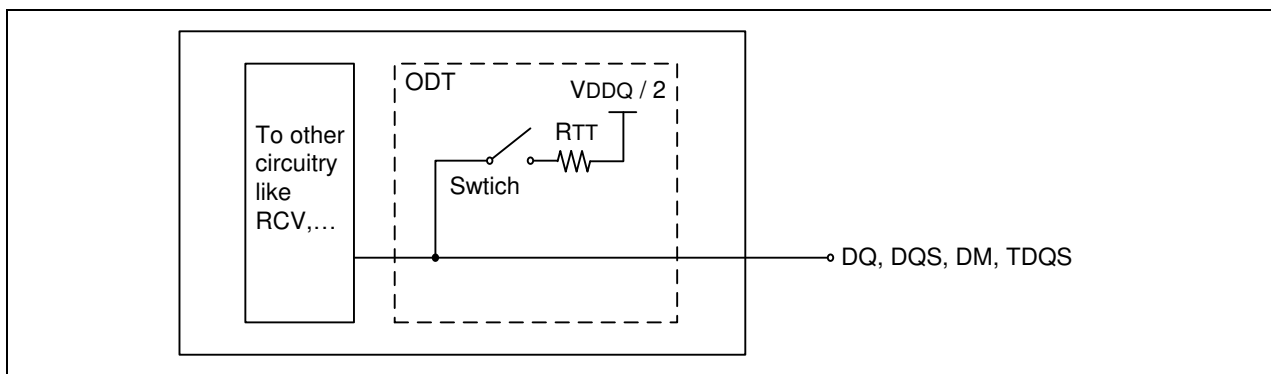 ODT
VDDQ / 2
RTT
Swtich
To other
circuitry
like
RCV,…
DQ, DQS, DM, TDQS